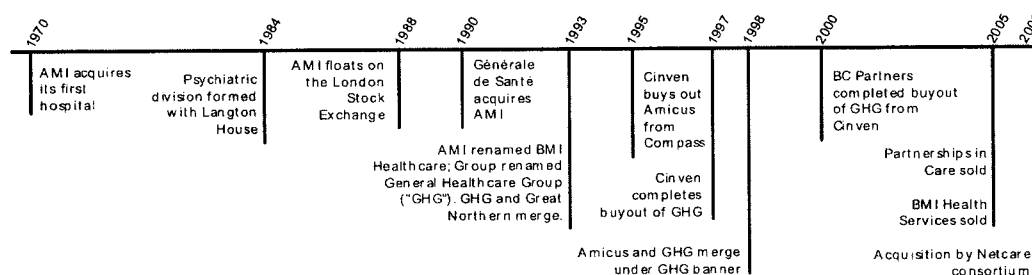 1970
1984
1988
1990
1993
1995
1997
1998
2000
2005
AMI acquires
its first
hospital
Psychiatric
division formed
with Langton
House
AMI floats on
the London
Stock
Exchange
Générale
de Santé
acquires
AMI
AMI renamed BMI
Healthcare; Group renamed
General Healthcare Group
("GHG"). GHG and Great
Northern merge.
Cinven
buys out
Amicus
from
Compass
Cinven
completes
buyout of GHG
Amicus and GHG merge
under GHG banner
BC Partners
completed buyout
of GHG from
Cinven
Partnerships in
Care sold
BMI Health
Services sold
Acquisition by Netcare
consortium